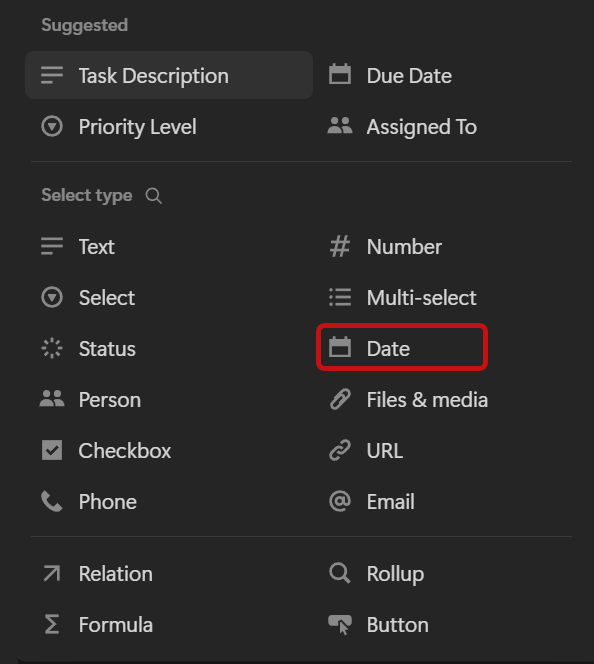 Suggested
Task Description
Due Date
Priority Level
Assigned To
Select type
Text
Number
Select
Multi-select
Status
Date
Person
Files & media
Checkbox
URL
Phone
Email
Relation
Rollup
Formula
Button